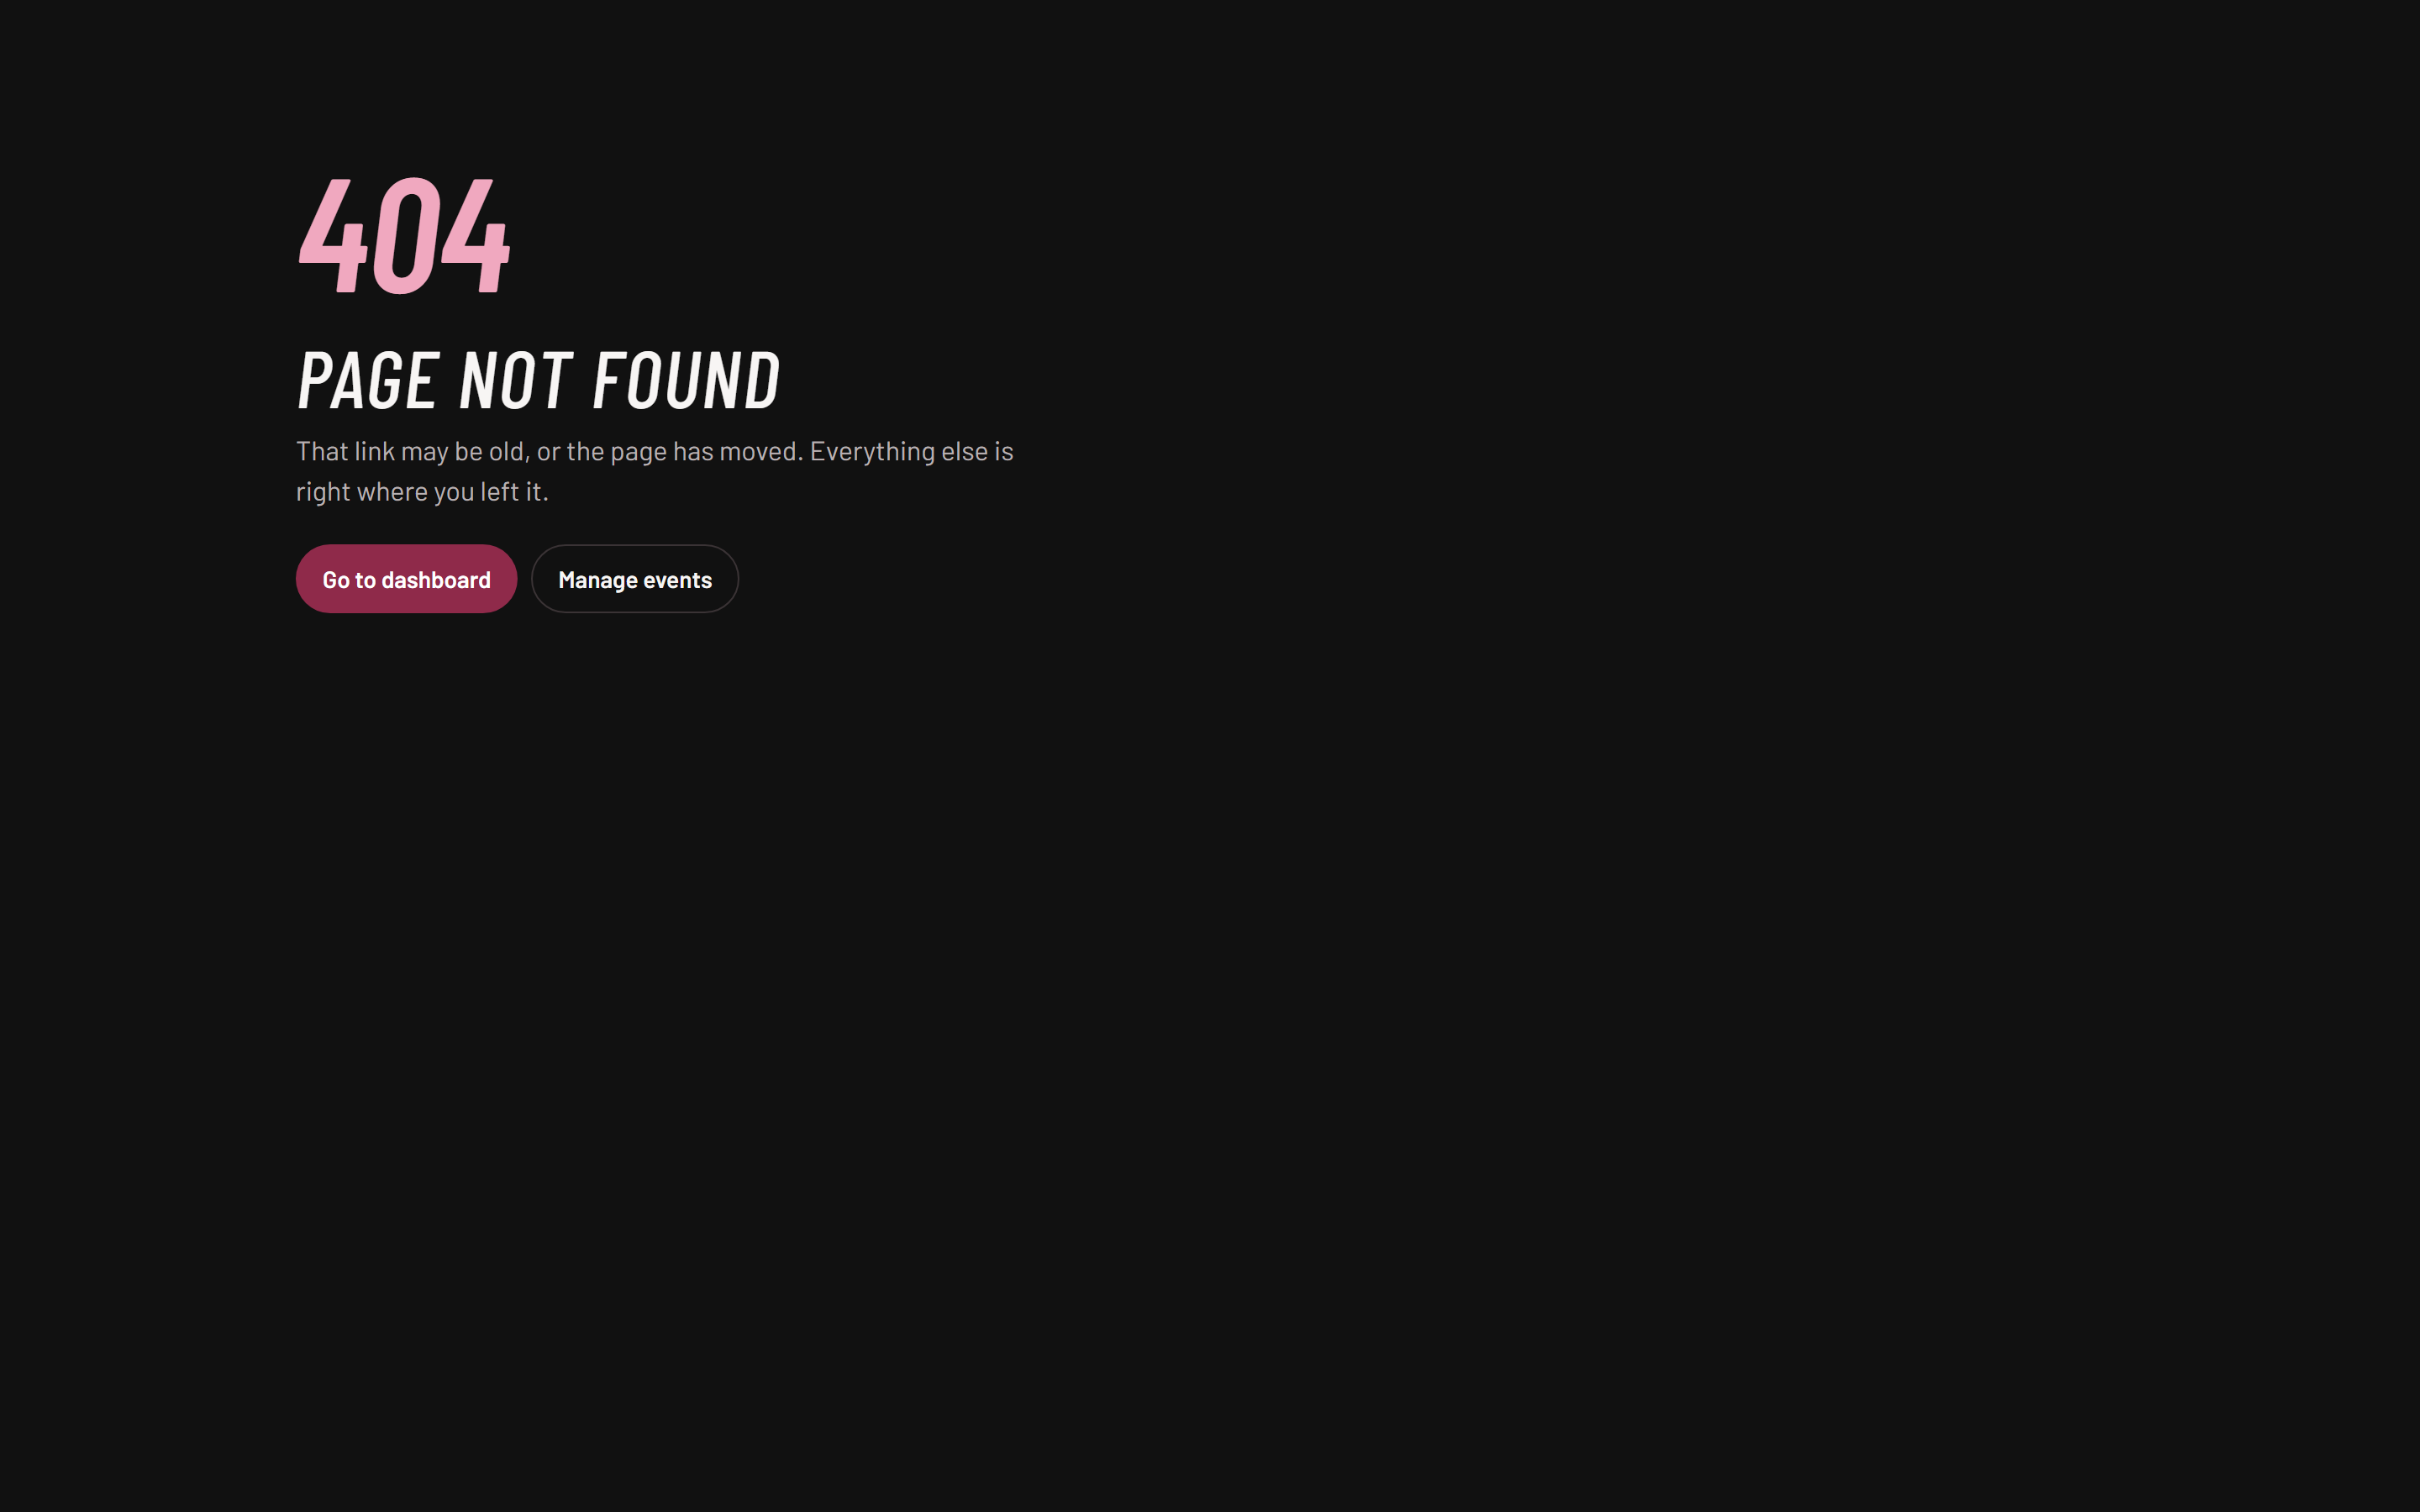 404
PAGE NOT FOUND
That link may be old, or the page has moved. Everything else is
right where you left it.
Go to dashboard
Manage events